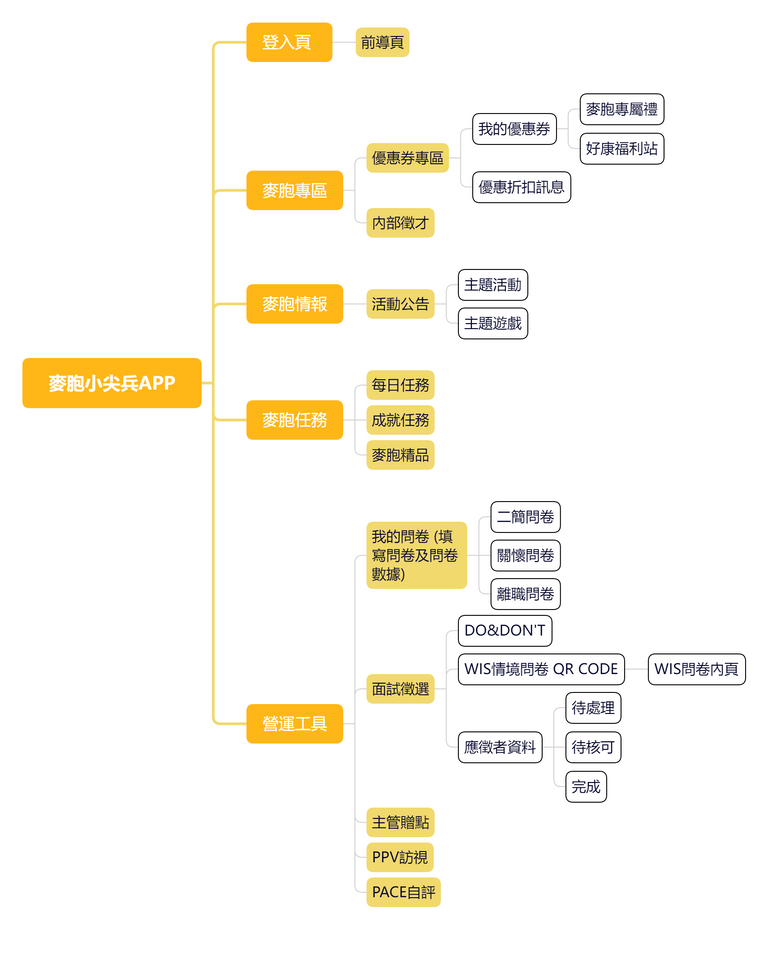 麥胞小尖兵APP
登入頁
前導頁
麥胞專區
優惠券專區
我的優惠券
麥胞專屬禮
好康福利站
優惠折扣訊息
內部徵才
麥胞情報
活動公告
主題活動
主題遊戲
麥胞任務
每日任務
成就任務
麥胞精品
營運工具
我的問卷 (填
寫問卷及問卷
數據)
二簡問卷
關懷問卷
離職問卷
面試徵選
DO&DON'T
WIS情境問卷 QR CODE
WIS問卷內頁
應徵者資料
待處理
待核可
完成
主管贈點
PPV訪視
PACE自評